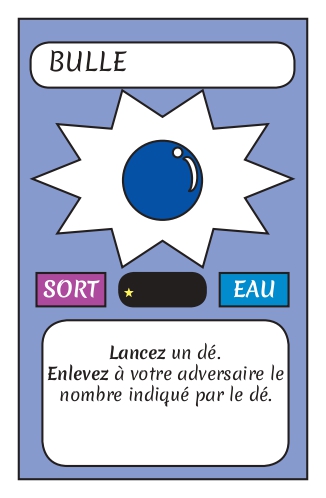 BULLE
SORT
EAU
Lancez un dé.
Enlevez à votre adversaire le
nombre indiqué par le dé.